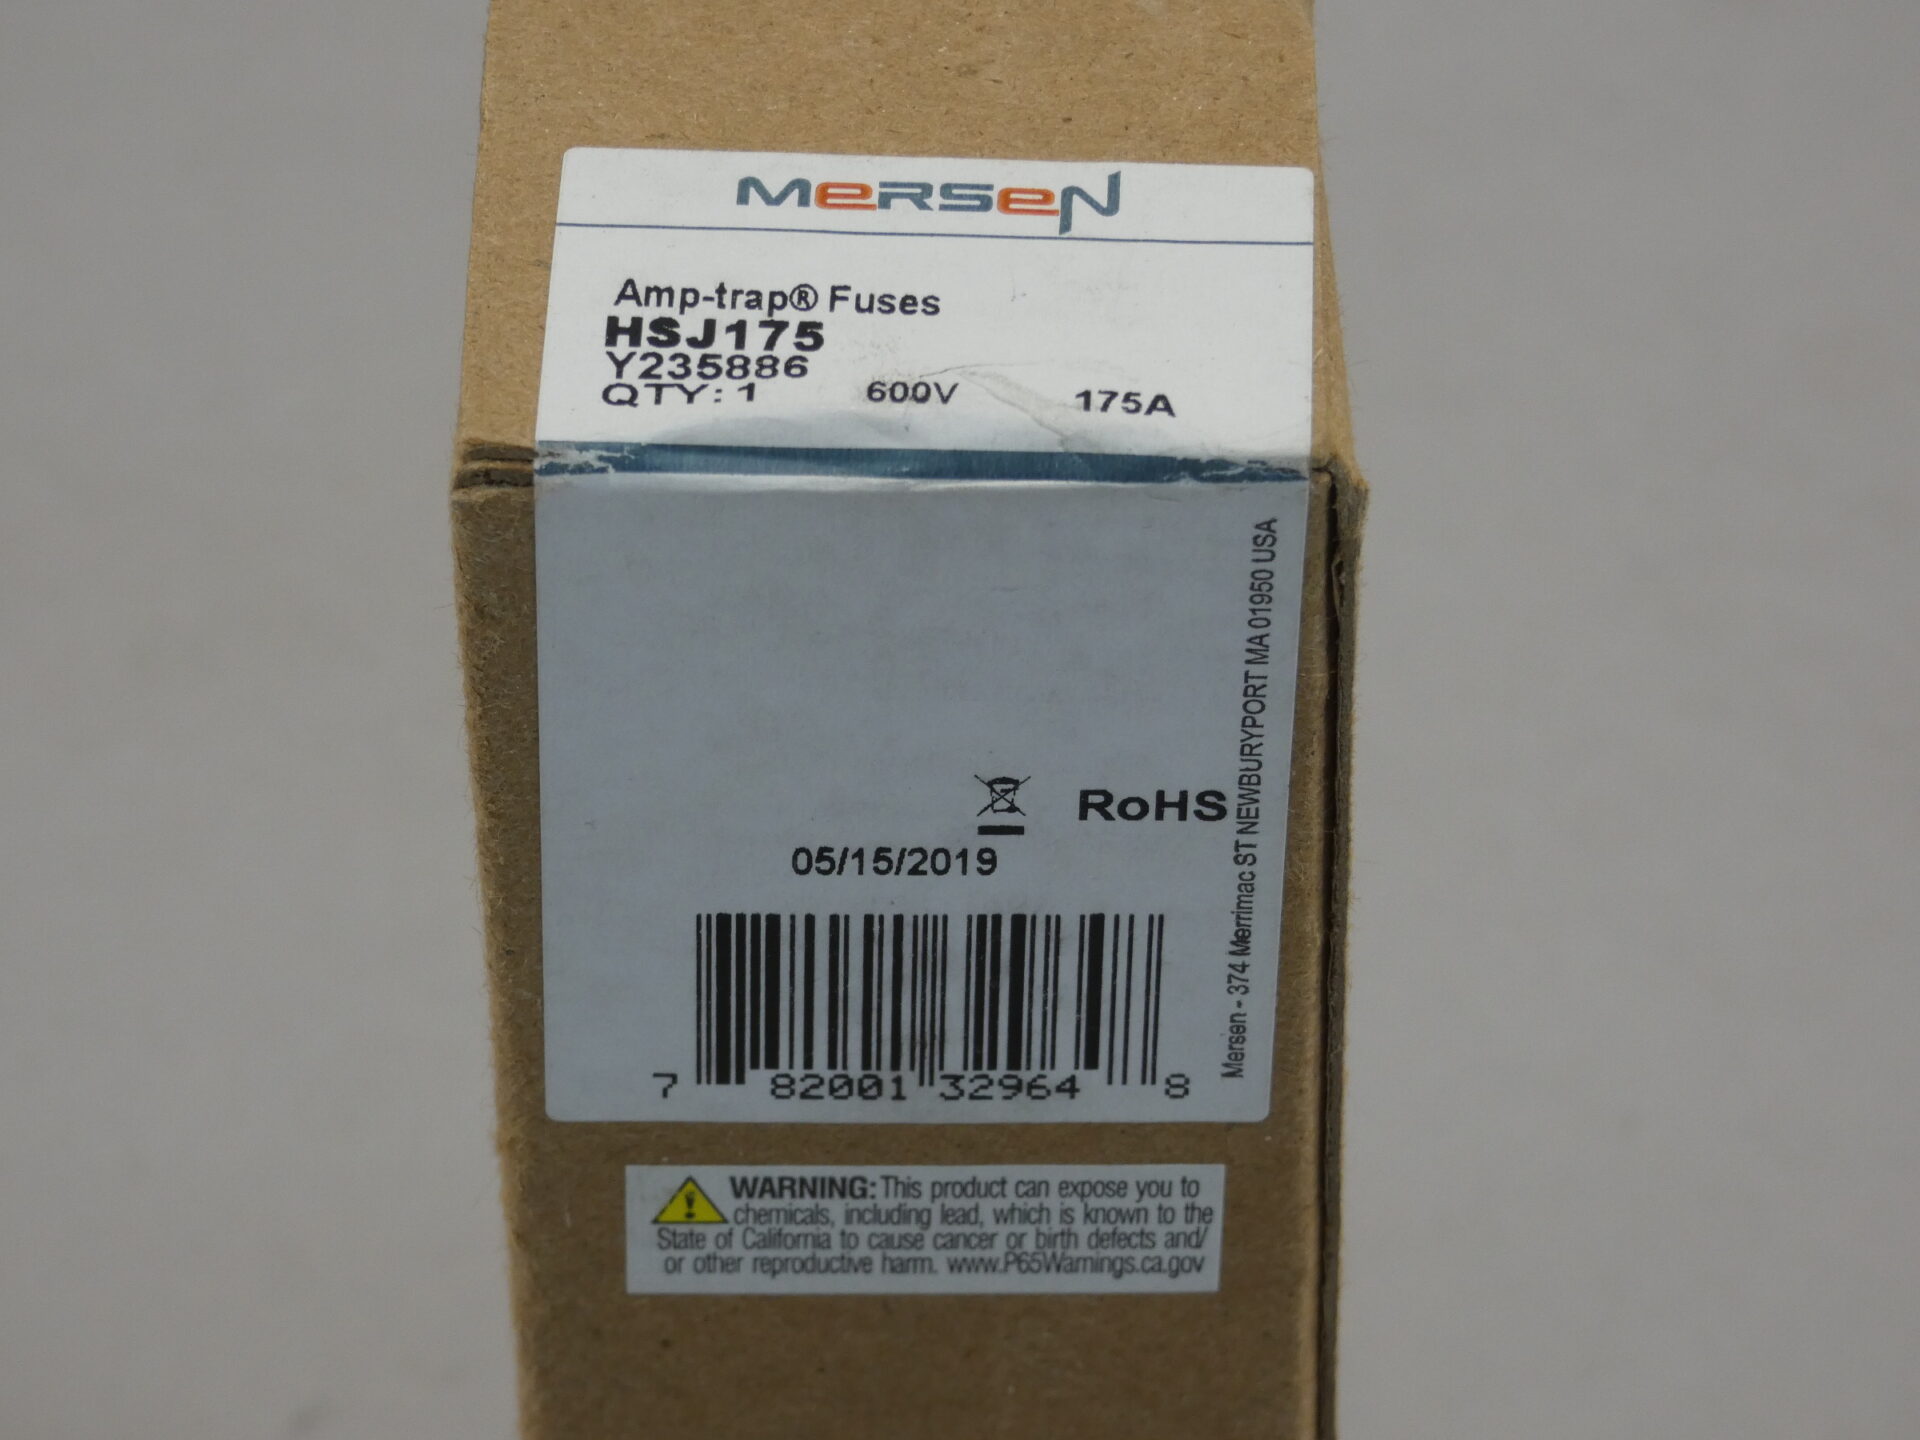 MERSEN
Amp-trap® Fuses
HSJ175
Y235886
QTY: 1 600V 175A
RoHS
05/15/2019
7 82001 32964 8
Mersen - 374 Merrimac ST NEWBURYPORT MA 01950 USA
WARNING: This product can expose you to
chemicals, including lead, which is known to the
State of California to cause cancer or birth defects and/
or other reproductive harm. www.P65Warnings.ca.gov